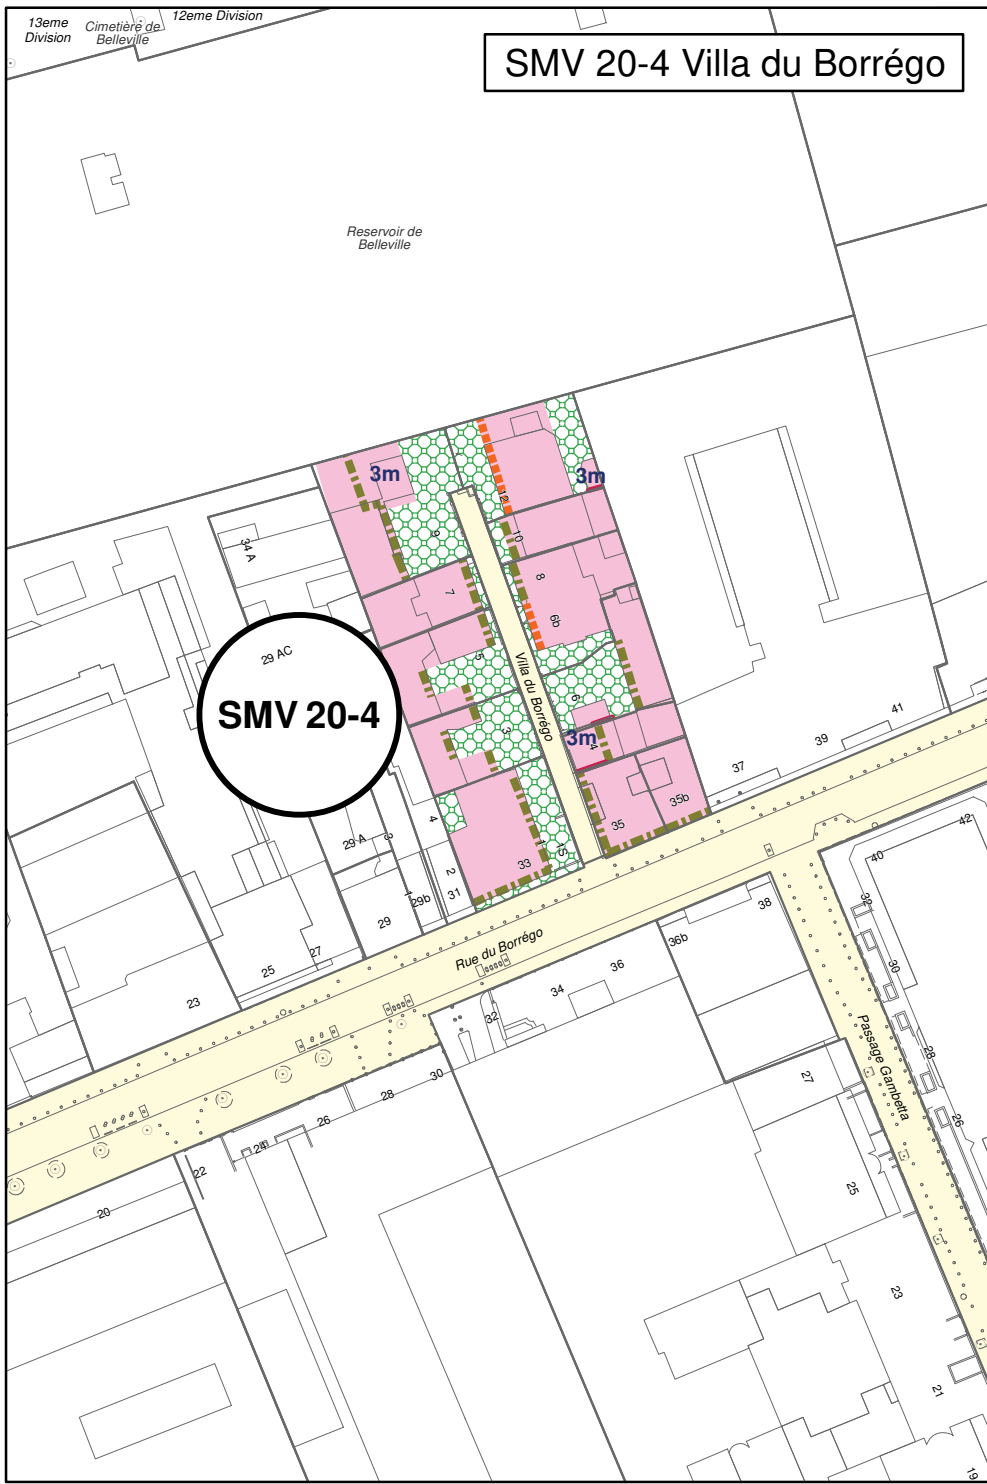 13eme
Division
Cimetière de
Belleville
12eme Division
SMV 20-4 Villa du Borrégo
Reservoir de
Belleville
3m
3m
12
10
9
34 A
8
7
6b
29 AC
5
Villa du Borrégo
6
SMV 20-4
3
3m
4
41
39
37
35b
35
4
3
29 A
33
1
1S
2
31
1
29b
29
42
40
38
36b
32
30
Rue du Borrégo
27
25
23
36
34
32
Passage Gambetta
28
26
30
28
26
24
22
20
27
25
23
21
19